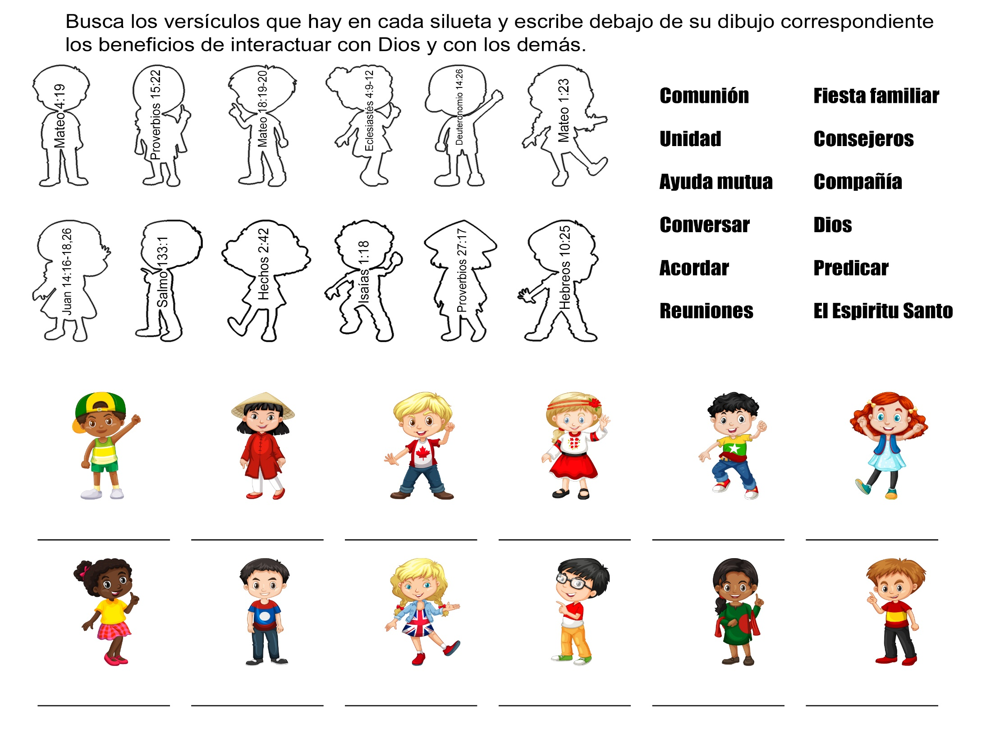 Busca los versículos que hay en cada silueta y escribe debajo de su dibujo correspondiente
los beneficios de interactuar con Dios y con los demás.
Mateo 4:19
Proverbios 15:22
Mateo 18:19-20
Eclesiastés 4:9-12
Deuteronomio 14:26
Mateo 1:23
Juan 14:16-18,26
Salmo 133:1
Hechos 2:42
Isaías 1:18
Proverbios 27:17
Hebreos 10:25
Comunión
Unidad
Ayuda mutua
Conversar
Acordar
Reuniones
Fiesta familiar
Consejeros
Compañía
Dios
Predicar
El Espiritu Santo